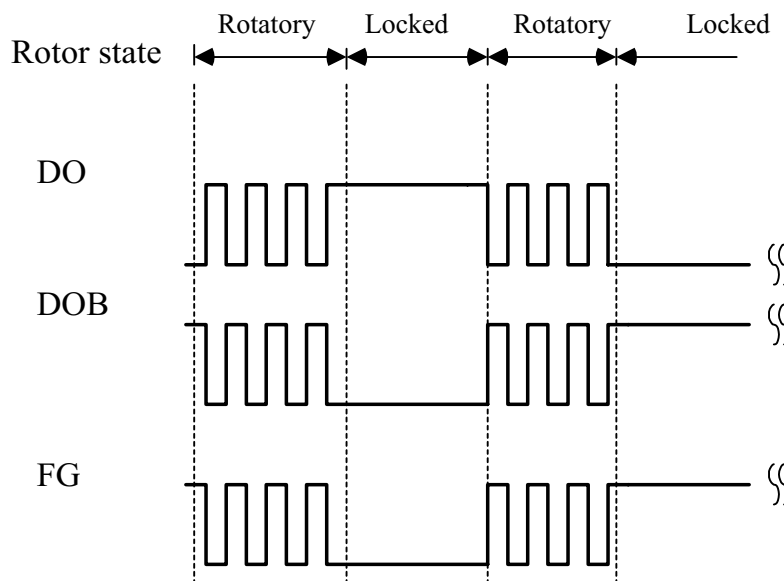 Rotatory Locked Rotatory Locked
Rotor state
DO
DOB
FG